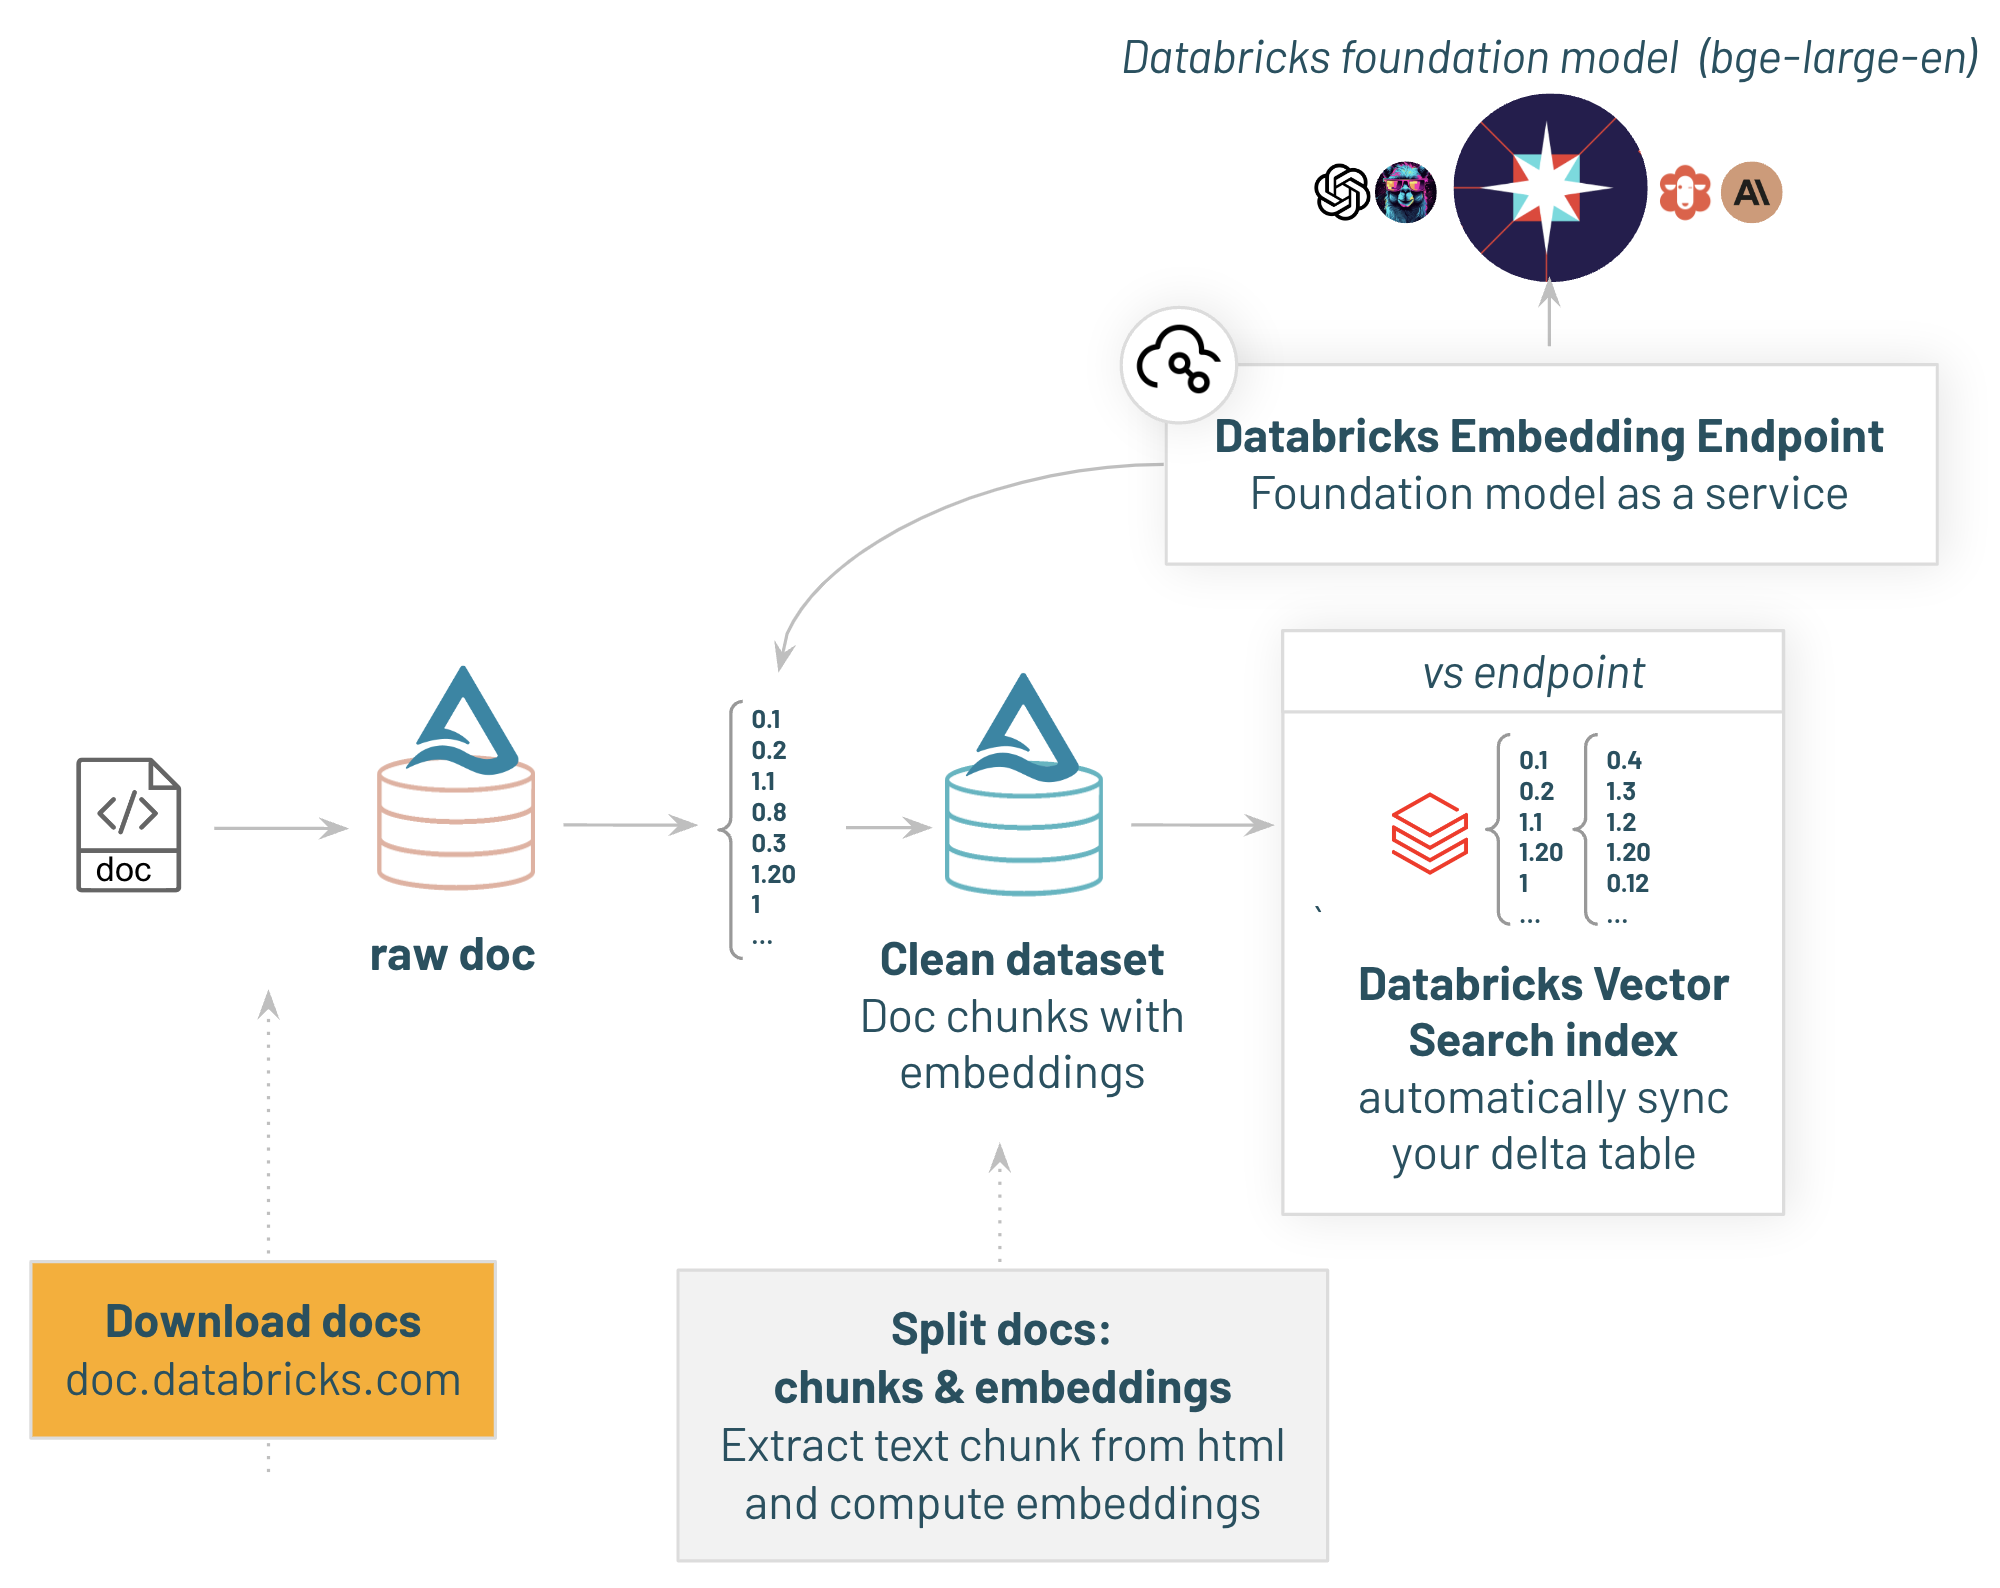 Databricks foundation model (bge-large-en)
AI
Databricks Embedding Endpoint
Foundation model as a service
doc
raw doc
0.1
0.2
1.1
0.8
0.3
1.20
1
...
Clean dataset
Doc chunks with
embeddings
vs endpoint
0.1
0.2
1.1
1.20
1
...
0.4
1.3
1.2
1.20
0.12
...
`
Databricks Vector
Search index
automatically sync
your delta table
Download docs
doc.databricks.com
Split docs:
chunks & embeddings
Extract text chunk from html
and compute embeddings